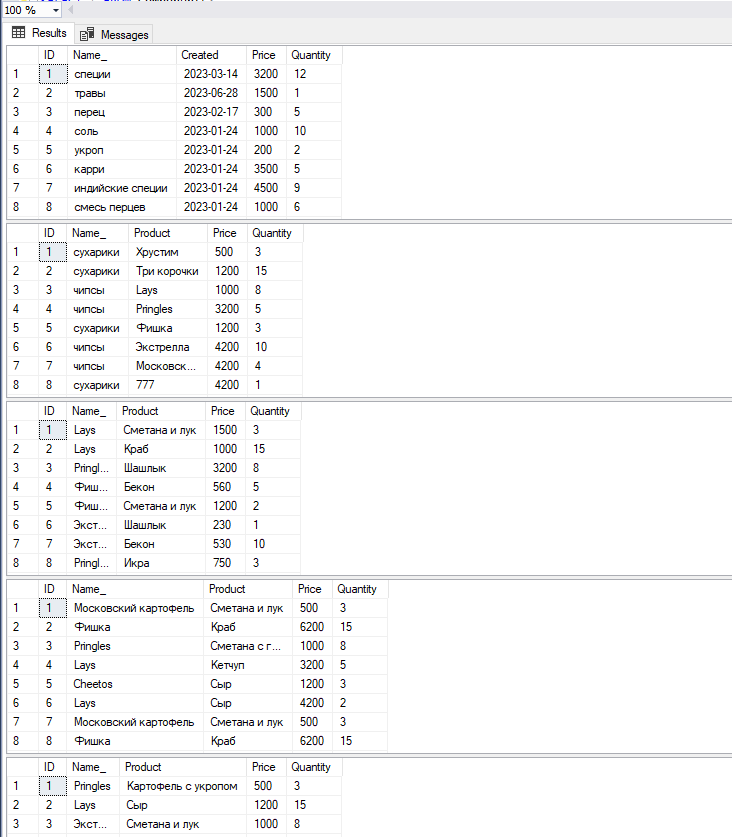 100 %
Results Messages
ID Name_ Created Price Quantity
1 1 специи 2023-03-14 3200 12
2 2 травы 2023-06-28 1500 1
3 3 перец 2023-02-17 300 5
4 4 соль 2023-01-24 1000 10
5 5 укроп 2023-01-24 200 2
6 6 карри 2023-01-24 3500 5
7 7 индийские специи 2023-01-24 4500 9
8 8 смесь перцев 2023-01-24 1000 6
ID Name_ Product Price Quantity
1 1 сухарики Хрустим 500 3
2 2 сухарики Три корочки 1200 15
3 3 чипсы Lays 1000 8
4 4 чипсы Pringles 3200 5
5 5 сухарики Фишка 1200 3
6 6 чипсы Экстрелла 4200 10
7 7 чипсы Московск... 4200 4
8 8 сухарики 777 4200 1
ID Name_ Product Price Quantity
1 1 Lays Сметана и лук 1500 3
2 2 Lays Краб 1000 15
3 3 Pringl... Шашлык 3200 8
4 4 Фиш... Бекон 560 5
5 5 Фиш... Сметана и лук 1200 2
6 6 Экст... Шашлык 230 1
7 7 Экст... Бекон 530 10
8 8 Pringl... Икра 750 3
ID Name_ Product Price Quantity
1 1 Московский картофель Сметана и лук 500 3
2 2 Фишка Краб 6200 15
3 3 Pringles Сметана с г... 1000 8
4 4 Lays Кетчуп 3200 5
5 5 Cheetos Сыр 1200 3
6 6 Lays Сыр 4200 2
7 7 Московский картофель Сметана и лук 500 3
8 8 Фишка Краб 6200 15
ID Name_ Product Price Quantity
1 1 Pringles Картофель с укропом 500 3
2 2 Lays Сыр 1200 15
3 3 Экст... Сметана и лук 1000 8